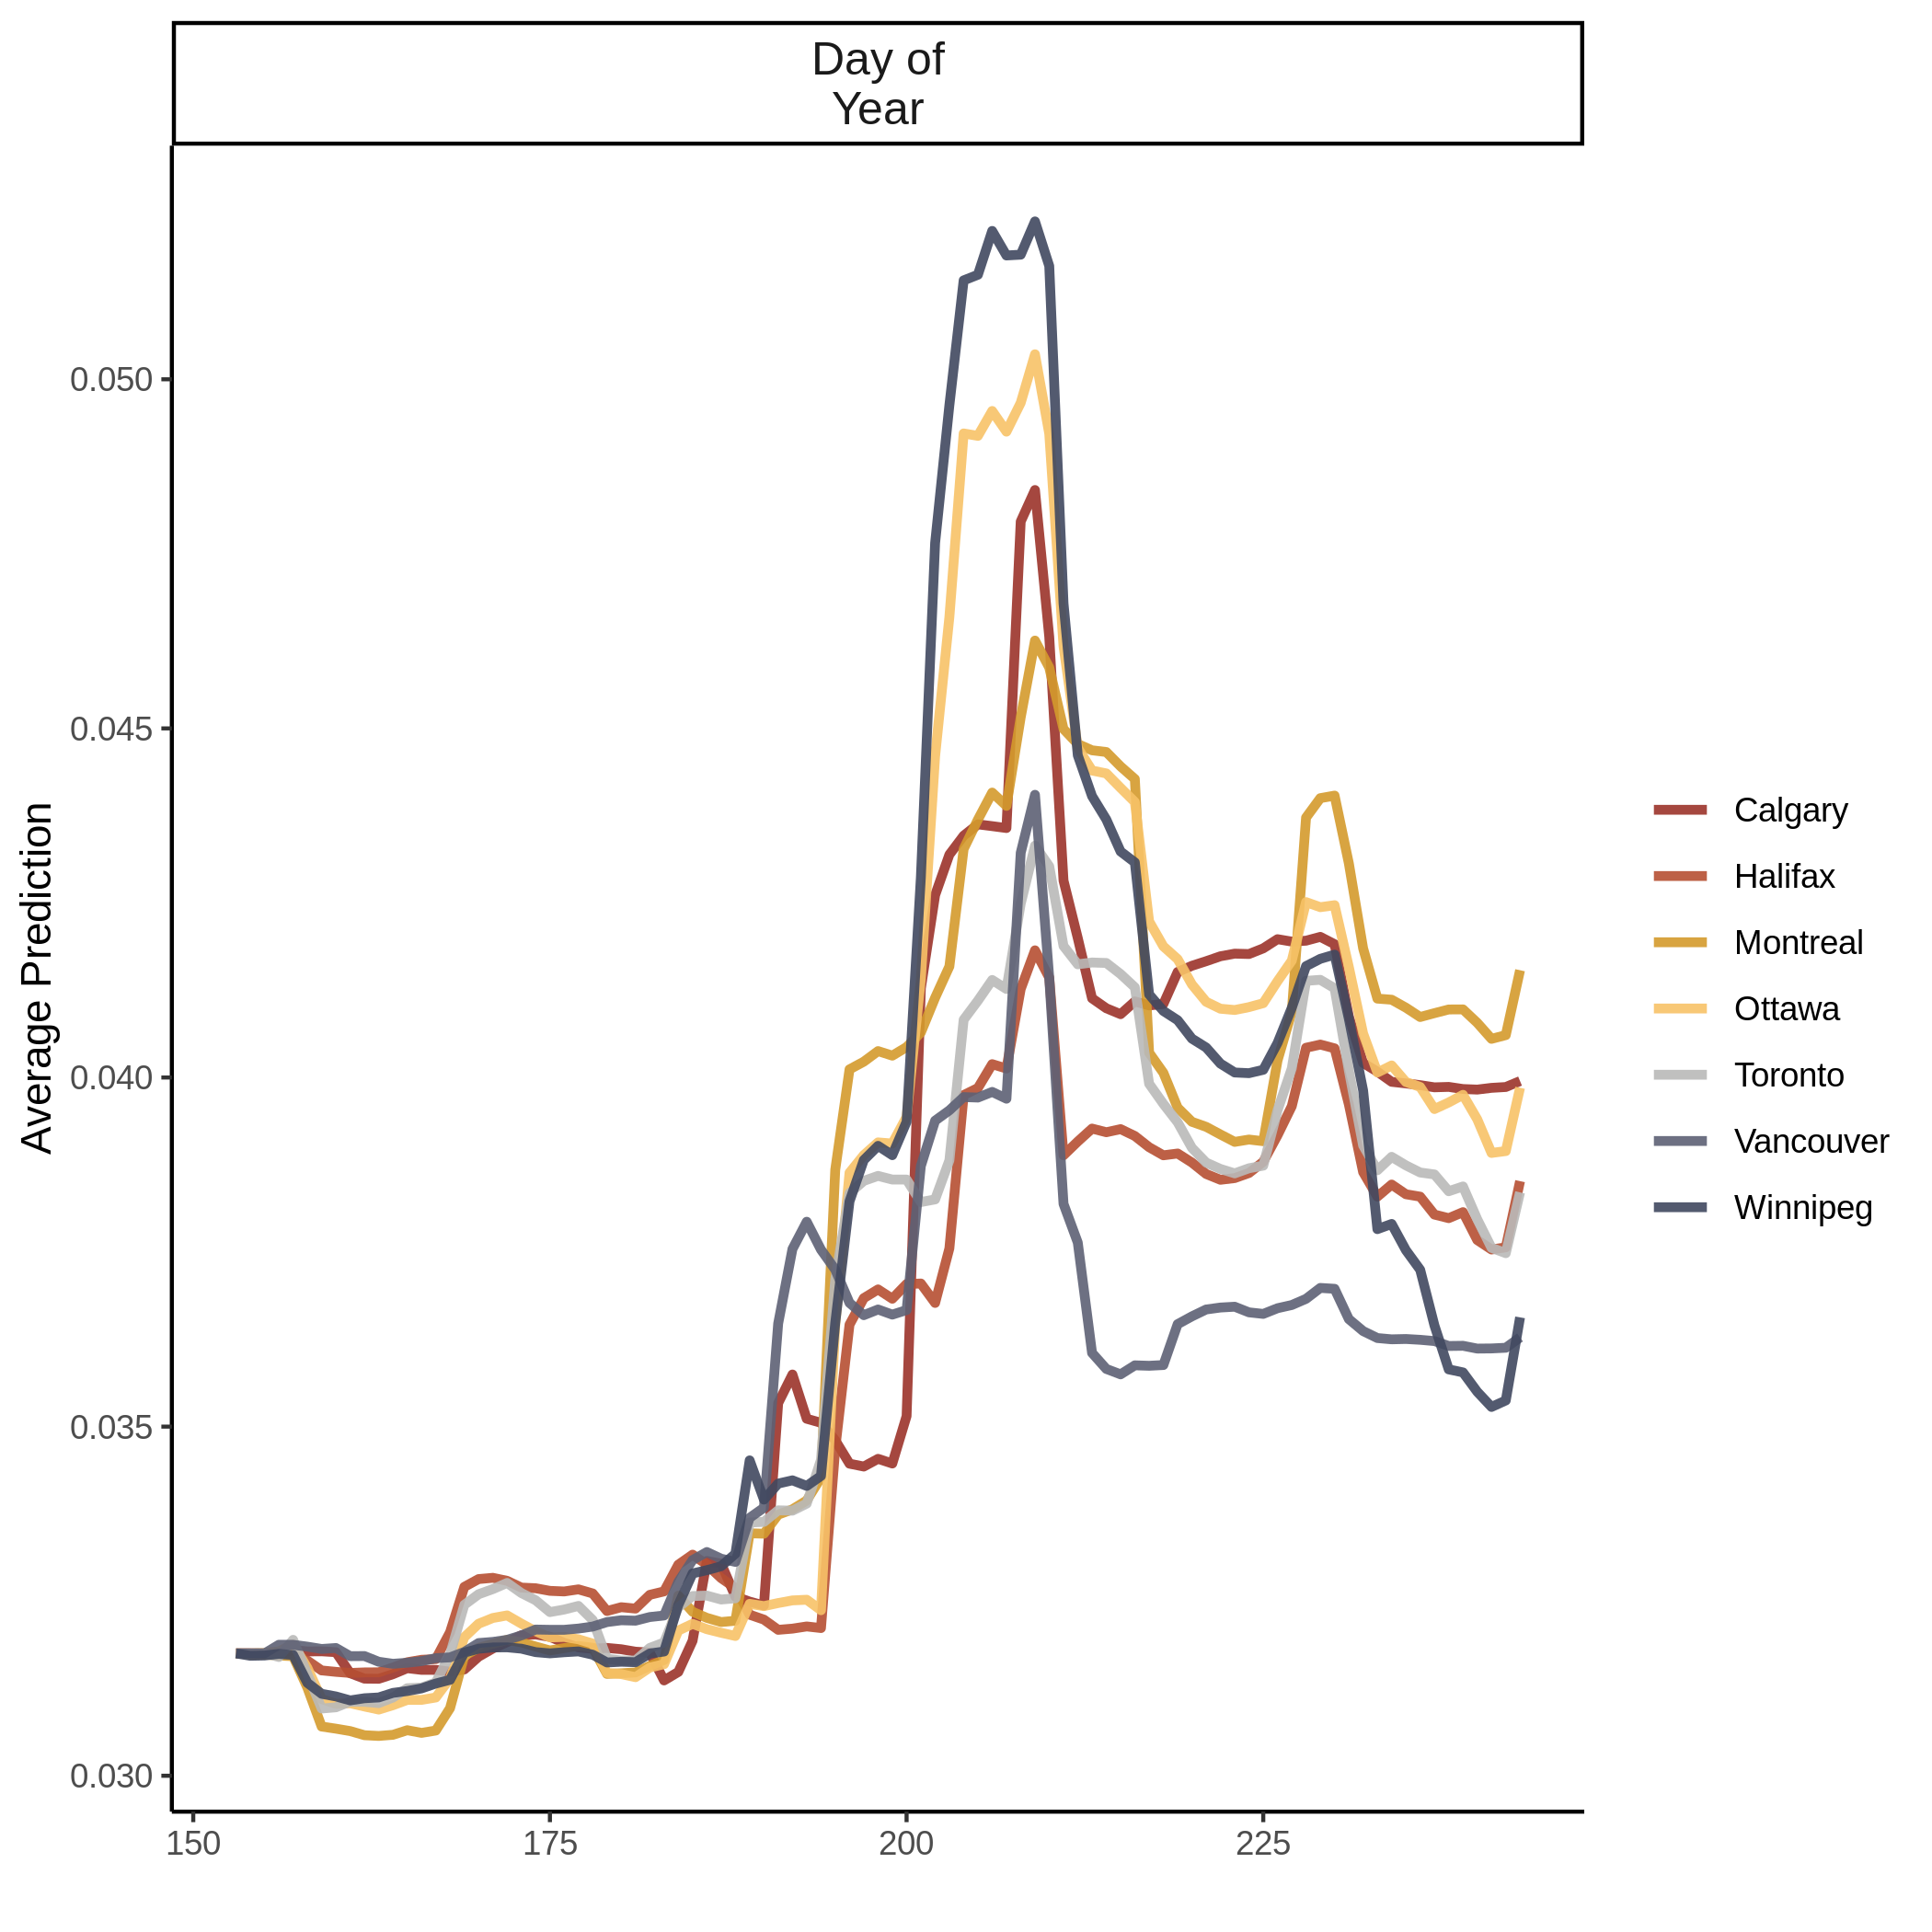 Day of
Year
Average Prediction
0.050
0.045
0.040
0.035
0.030
150
175
200
225
Calgary
Halifax
Montreal
Ottawa
Toronto
Vancouver
Winnipeg